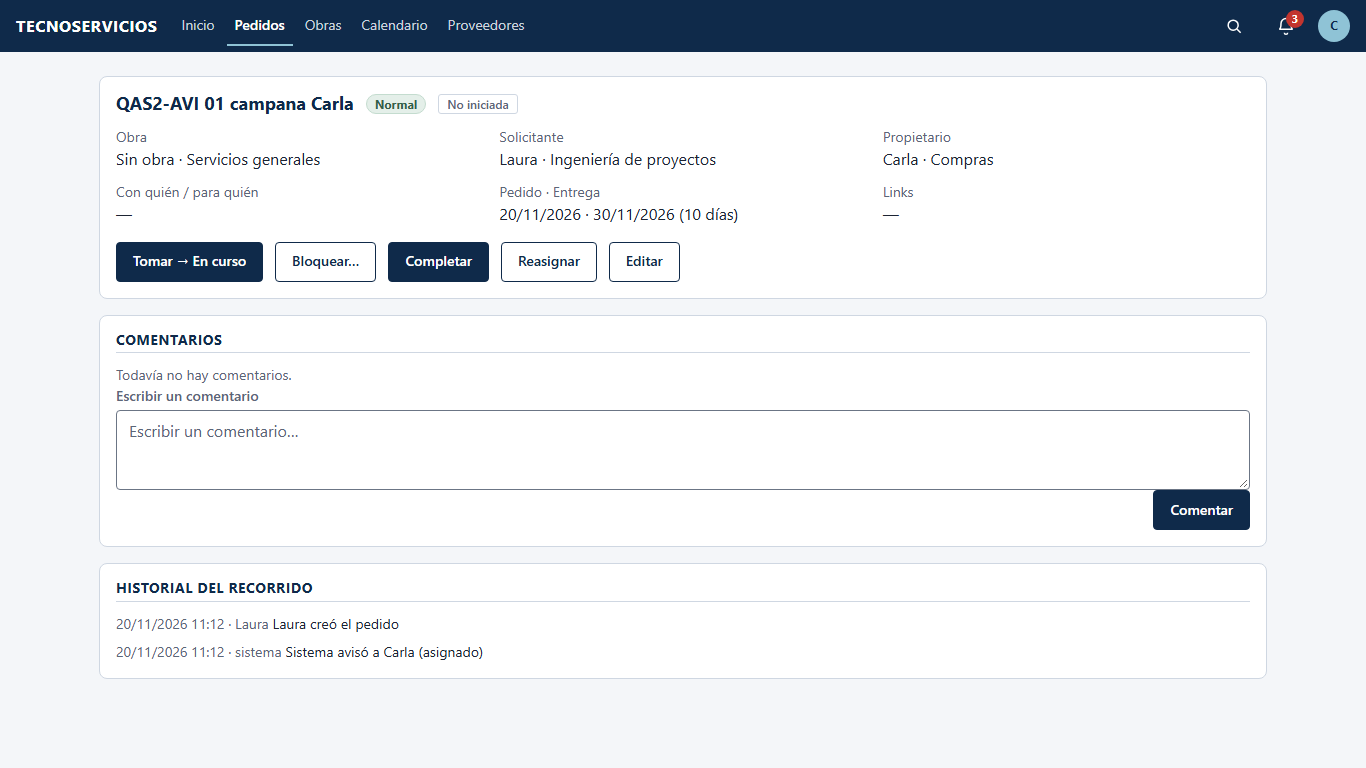 TECNOSERVICIOS Inicio Pedidos Obras Calendario Proveedores 3 C
QAS2-AVI 01 campana Carla Normal No iniciada
Obra Solicitante Propietario
Sin obra · Servicios generales Laura · Ingeniería de proyectos Carla · Compras
Con quién / para quién Pedido · Entrega Links
— 20/11/2026 · 30/11/2026 (10 días) —
Tomar → En curso Bloquear... Completar Reasignar Editar
COMENTARIOS
Todavía no hay comentarios.
Escribir un comentario
Escribir un comentario...
Comentar
HISTORIAL DEL RECORRIDO
20/11/2026 11:12 · Laura Laura creó el pedido
20/11/2026 11:12 · sistema Sistema avisó a Carla (asignado)